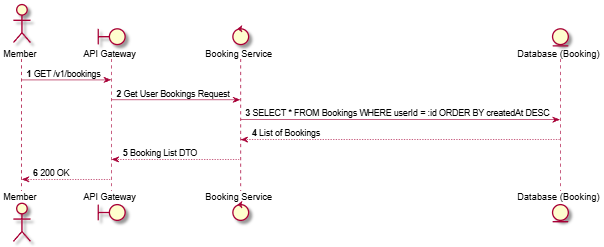 Member API Gateway Booking Service Database (Booking)
1 GET /v1/bookings
2 Get User Bookings Request
3 SELECT * FROM Bookings WHERE userId = :id ORDER BY createdAt DESC
4 List of Bookings
5 Booking List DTO
6 200 OK
Member API Gateway Booking Service Database (Booking)